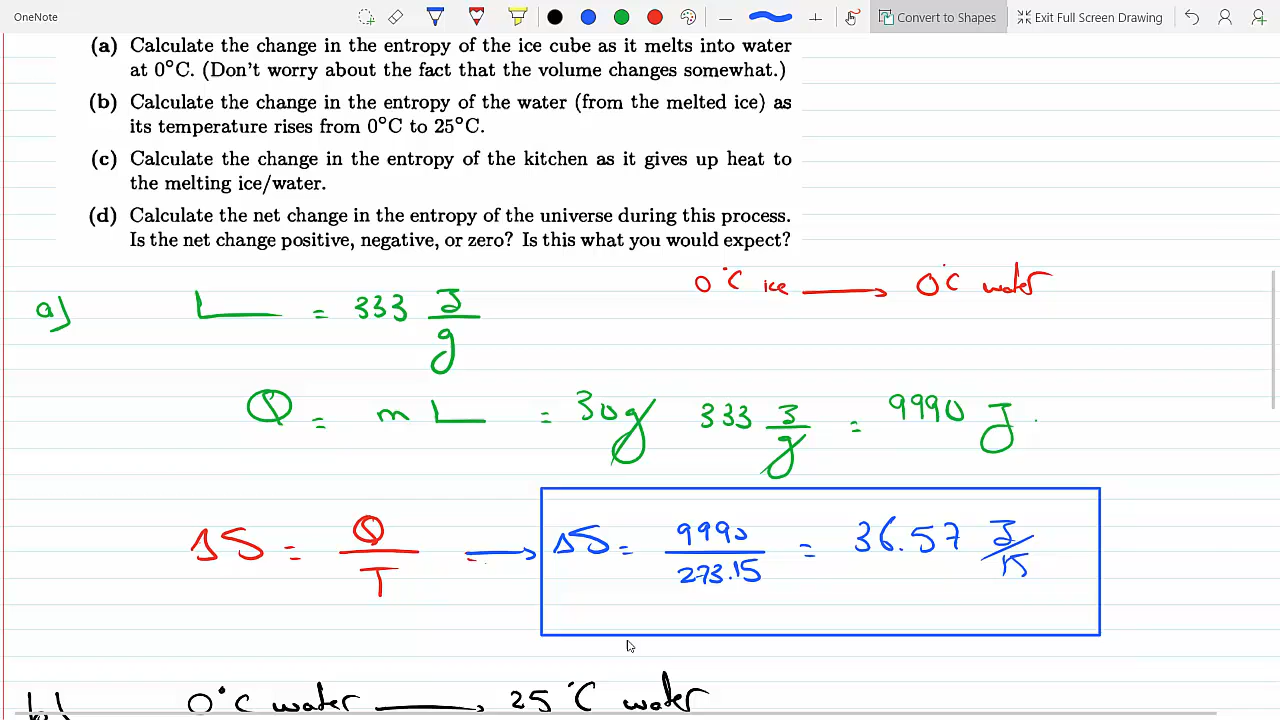 OneNote
Convert to Shapes
Exit Full Screen Drawing
(a) Calculate the change in the entropy of the ice cube as it melts into water
at 0°C. (Don't worry about the fact that the volume changes somewhat.)
(b) Calculate the change in the entropy of the water (from the melted ice) as
its temperature rises from 0°C to 25°C.
(c) Calculate the change in the entropy of the kitchen as it gives up heat to
the melting ice/water.
(d) Calculate the net change in the entropy of the universe during this process.
Is the net change positive, negative, or zero? Is this what you would expect?
0°C ice → 0°C water
a) L = 333 J/g
Q = m L = 30g 333 J/g = 9990 J
ΔS = Q/T = → ΔS = 9990/273.15 = 36.57 J/K
b) 0°C water → 25°C water